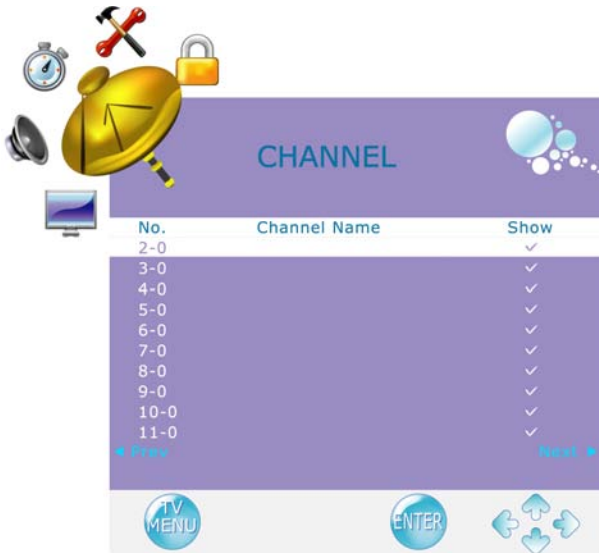 CHANNEL
No. Channel Name Show
2-0 ✓
3-0 ✓
4-0 ✓
5-0 ✓
6-0 ✓
7-0 ✓
8-0 ✓
9-0 ✓
10-0 ✓
11-0 ✓
◄ Prev Next ►
TV
MENU ENTER